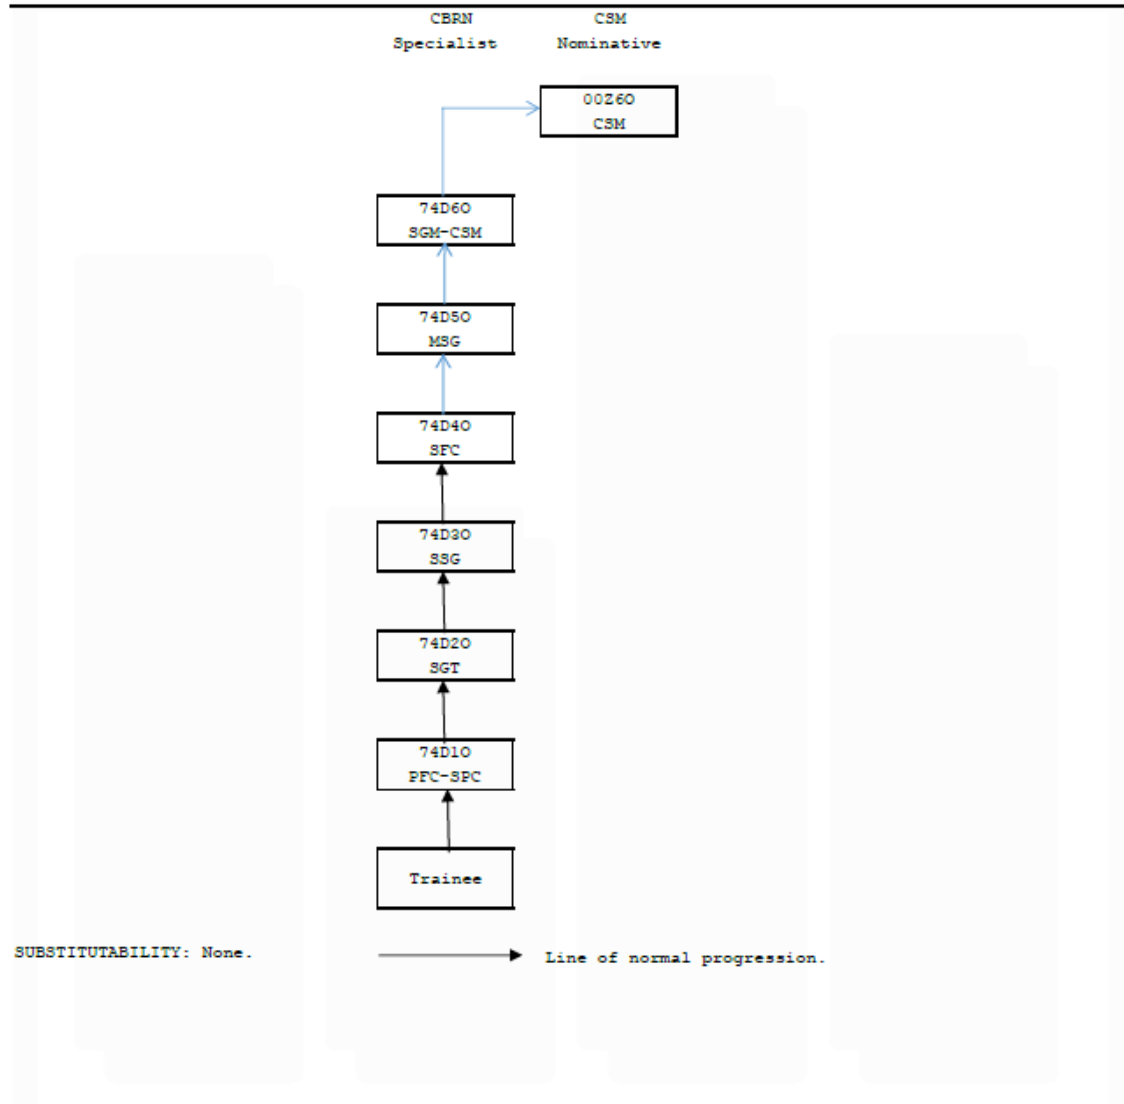 CBRN
Specialist
CSM
Nominative
00Z6O
CSM
74D6O
SGM-CSM
74D5O
MSG
74D4O
SFC
74D3O
SSG
74D2O
SGT
74D1O
PFC-SPC
Trainee
SUBSTITUTABILITY: None.
Line of normal progression.